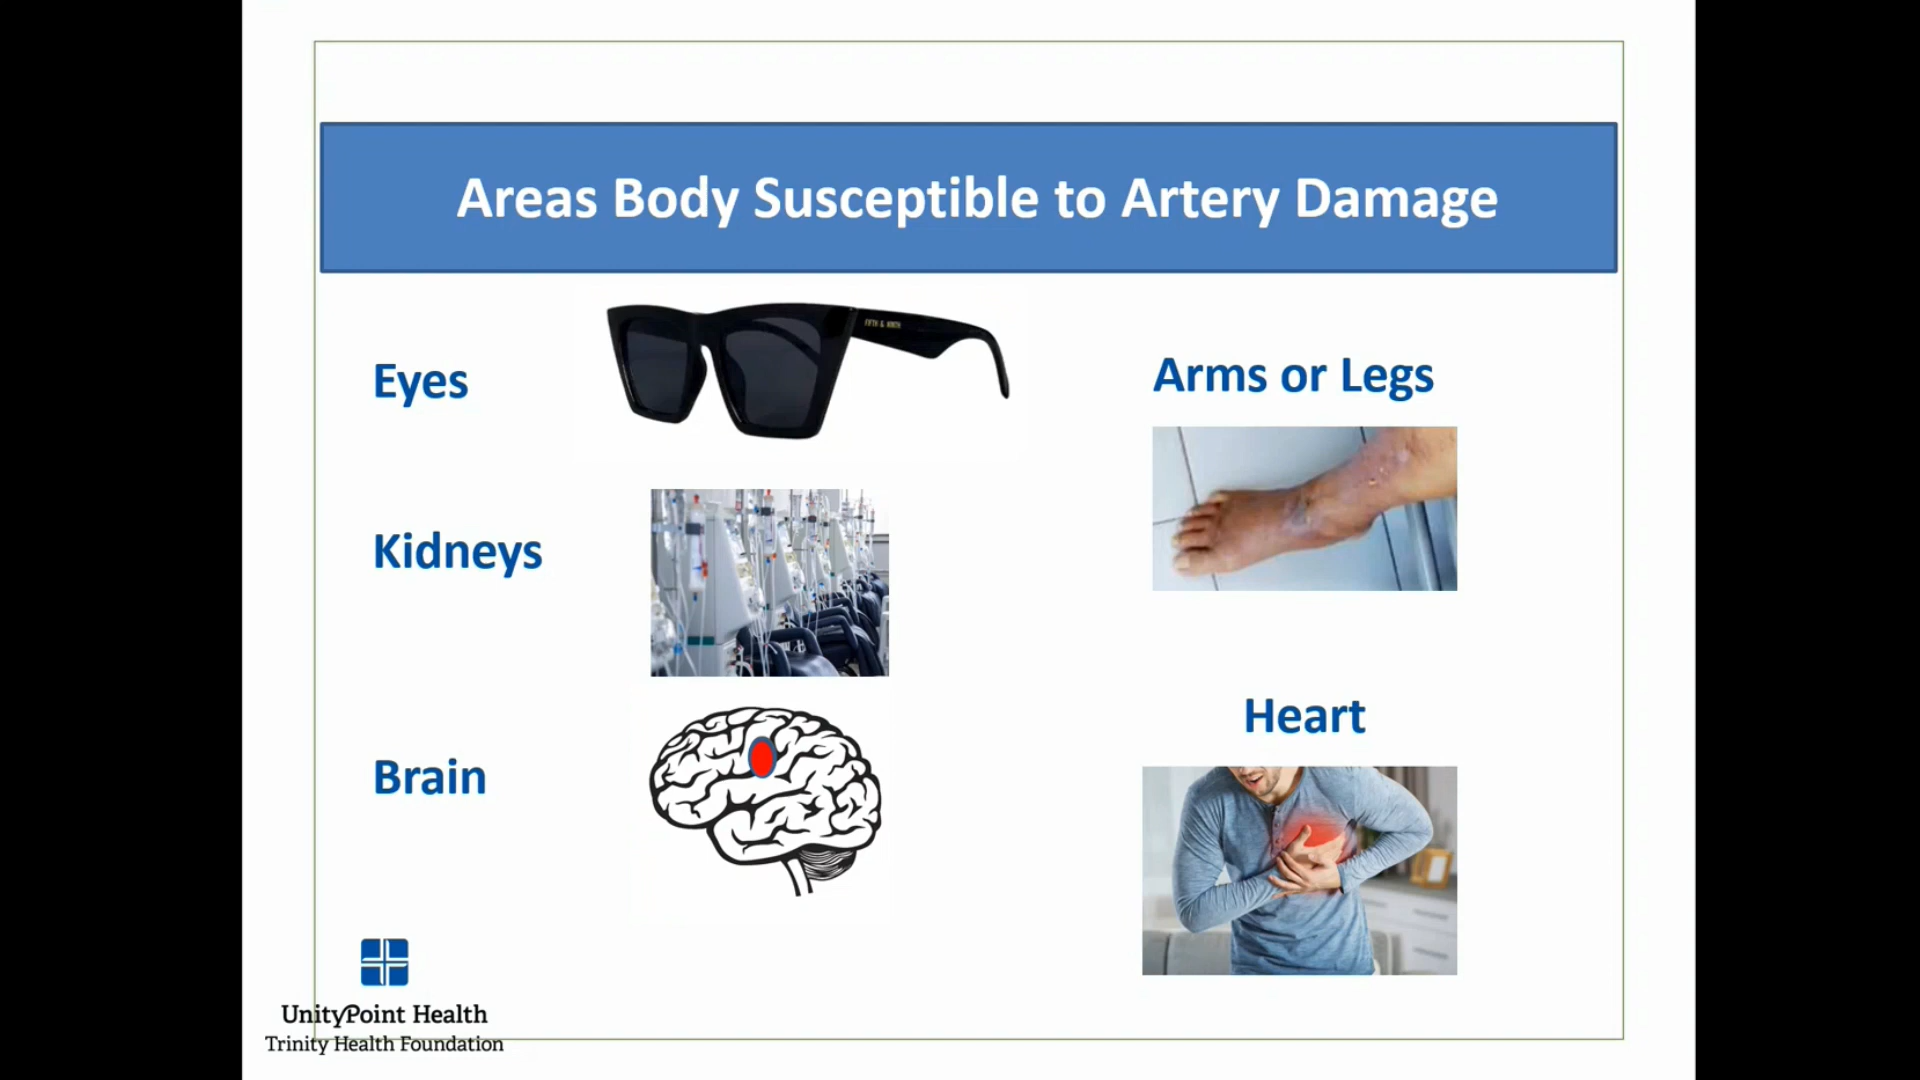 Areas Body Susceptible to Artery Damage
Eyes
Kidneys
Brain
Arms or Legs
Heart
UnityPoint Health
Trinity Health Foundation